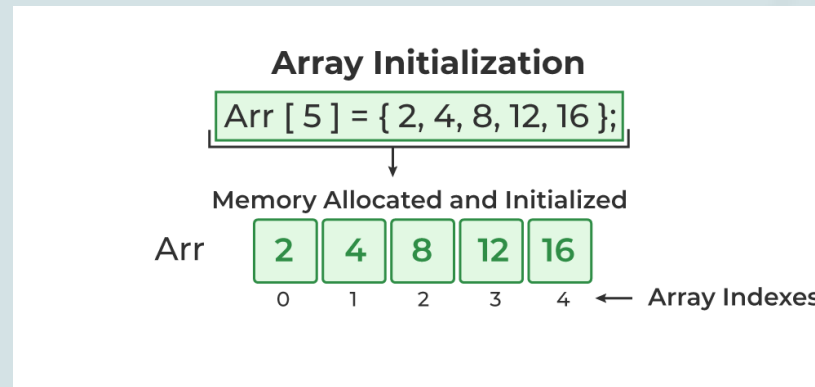 Array Initialization
Arr [ 5 ] = { 2, 4, 8, 12, 16 };
Memory Allocated and Initialized
Arr 2 4 8 12 16
0 1 2 3 4 Array Indexes